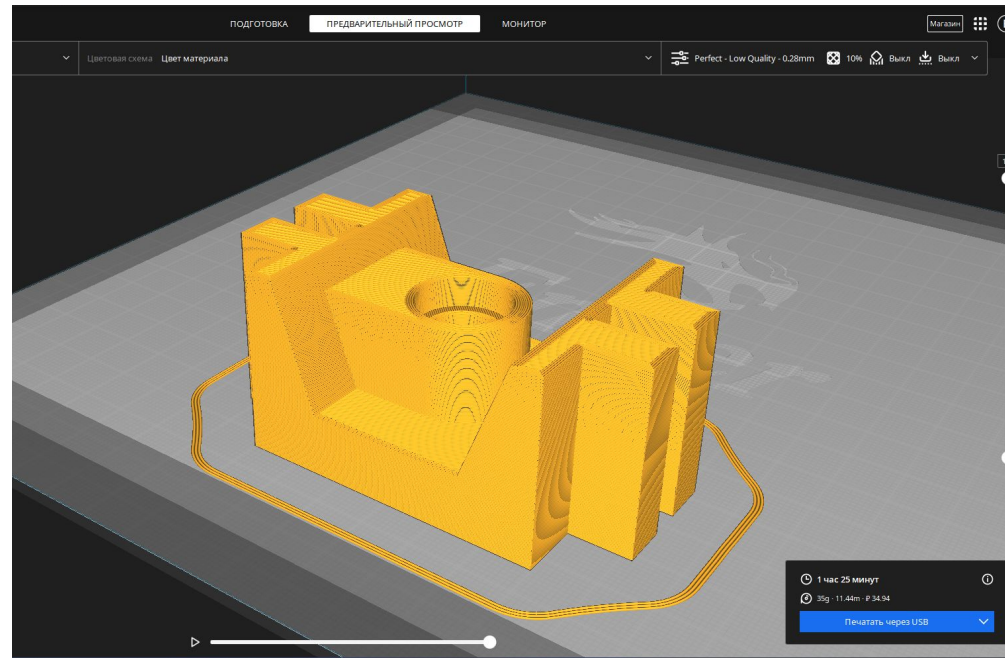 ПОДГОТОВКА
ПРЕДВАРИТЕЛЬНЫЙ ПРОСМОТР
МОНИТОР
Магазин
Цветовая схема Цвет материала
Perfect - Low Quality - 0.28mm 10% Выкл Выкл
1 час 25 минут
35g · 11.44m · ₽ 34.94
Печатать через USB